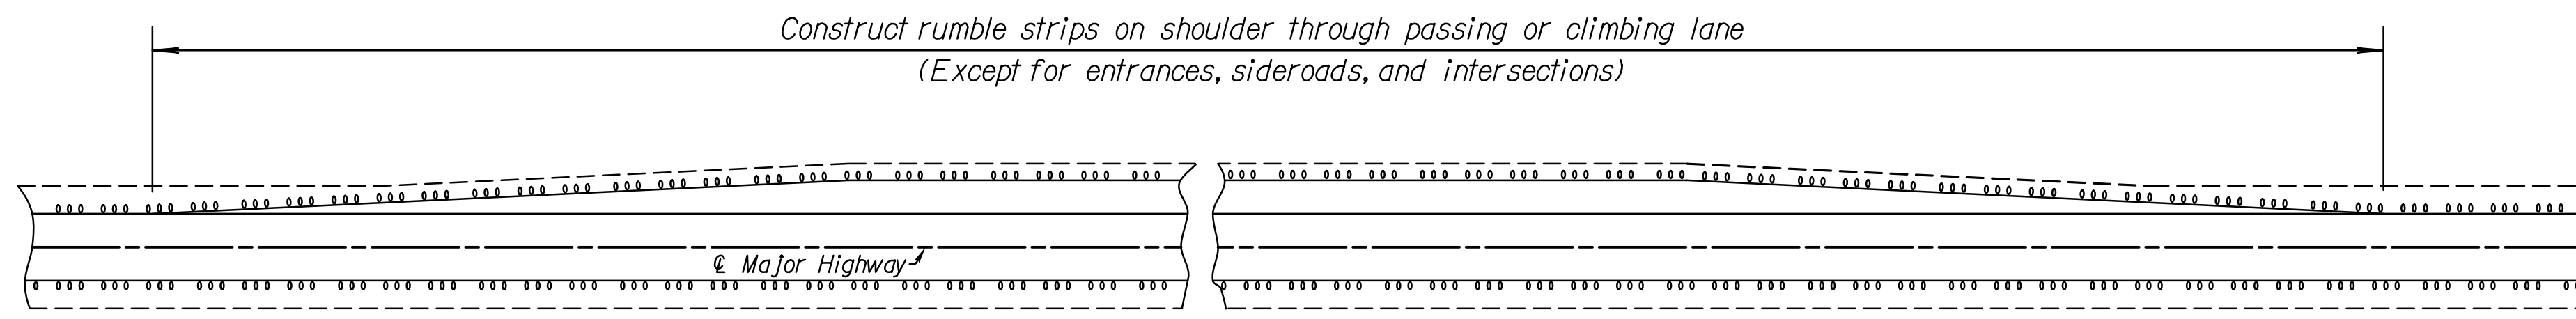 Construct rumble strips on shoulder through passing or climbing lane
(Except for entrances, sideroads, and intersections)
℄ Major Highway